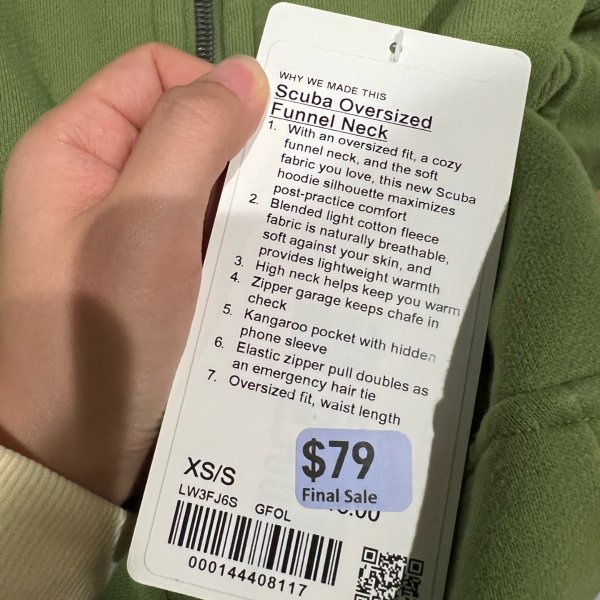 WHY WE MADE THIS
Scuba Oversized
Funnel Neck
1. With an oversized fit, a cozy
funnel neck, and the soft
fabric you love, this new Scuba
hoodie silhouette maximizes
post-practice comfort
2. Blended light cotton fleece
fabric is naturally breathable,
soft against your skin, and
provides lightweight warmth
3. High neck helps keep you warm
4. Zipper garage keeps chafe in
check
5. Kangaroo pocket with hidden
phone sleeve
6. Elastic zipper pull doubles as
an emergency hair tie
7. Oversized fit, waist length
$79
Final Sale
XS/S
LW3FJ6S GFOL
000144408117